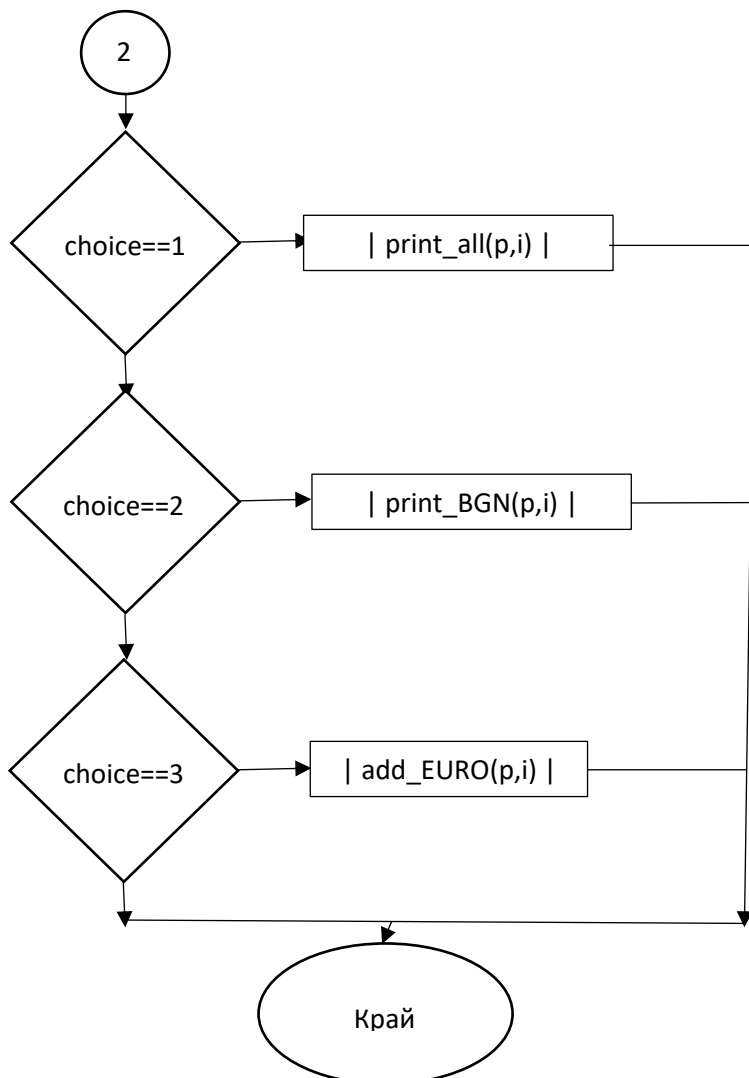 2
choice==1
| print_all(p,i) |
choice==2
| print_BGN(p,i) |
choice==3
| add_EURO(p,i) |
Край